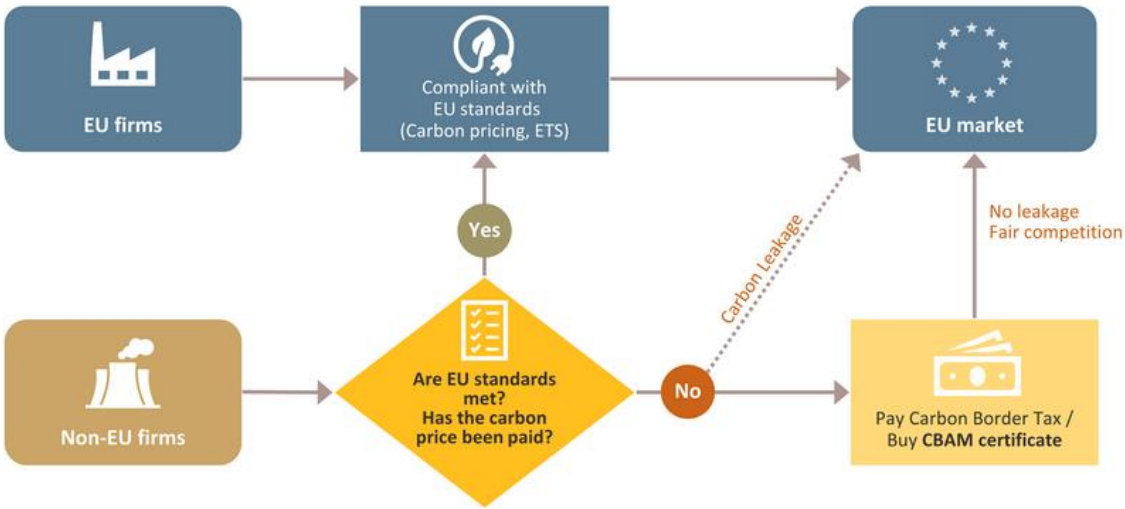 EU firms
Compliant with
EU standards
(Carbon pricing, ETS)
EU market
Yes
Carbon Leakage
No leakage
Fair competition
Non-EU firms
Are EU standards
met?
Has the carbon
price been paid?
No
Pay Carbon Border Tax /
Buy CBAM certificate